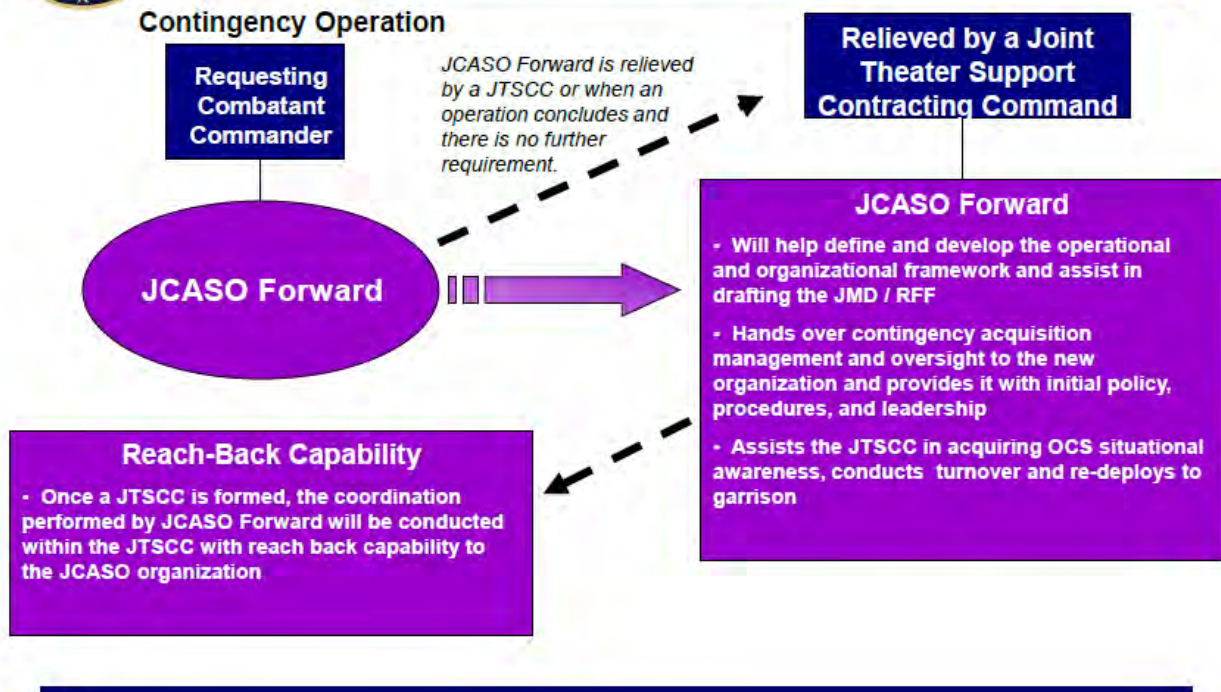 Contingency Operation
Requesting
Combatant
Commander
JCASO Forward is relieved
by a JTSCC or when an
operation concludes and
there is no further
requirement.
Relieved by a Joint
Theater Support
Contracting Command
JCASO Forward
JCASO Forward
- Will help define and develop the operational
and organizational framework and assist in
drafting the JMD / RFF
- Hands over contingency acquisition
management and oversight to the new
organization and provides it with initial policy,
procedures, and leadership
- Assists the JTSCC in acquiring OCS situational
awareness, conducts turnover and re-deploys to
garrison
Reach-Back Capability
- Once a JTSCC is formed, the coordination
performed by JCASO Forward will be conducted
within the JTSCC with reach back capability to
the JCASO organization